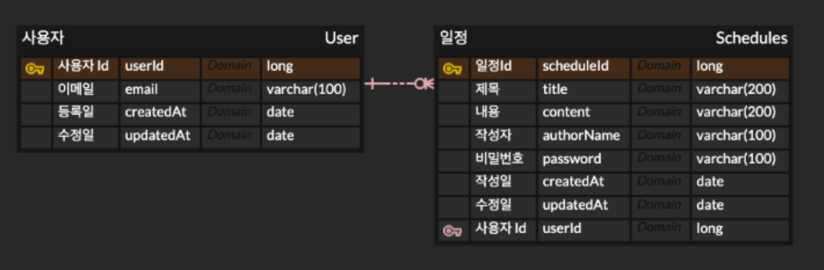 사용자 User
사용자 Id userId Domain long
이메일 email Domain varchar(100)
등록일 createdAt Domain date
수정일 updatedAt Domain date
일정 Schedules
일정Id scheduleId Domain long
제목 title Domain varchar(200)
내용 content Domain varchar(200)
작성자 authorName Domain varchar(100)
비밀번호 password Domain varchar(100)
작성일 createdAt Domain date
수정일 updatedAt Domain date
사용자 Id userId Domain long